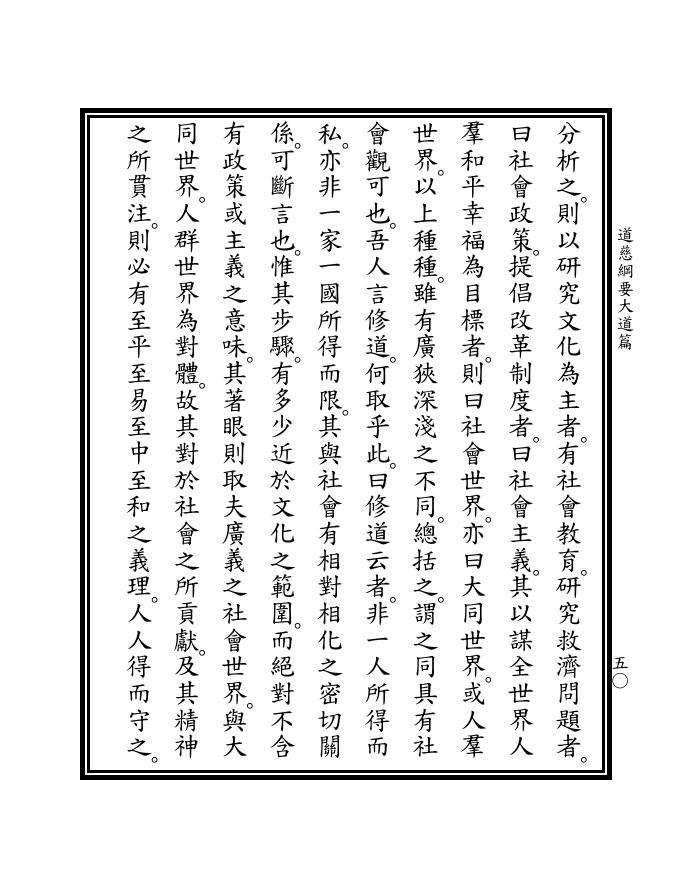 道慈綱要大道篇
五〇
分析之。則以研究文化為主者。有社會教育。研究救濟問題者。
曰社會政策。提倡改革制度者。曰社會主義。其以謀全世界人
羣和平幸福為目標者。則曰社會世界。亦曰大同世界。或人羣
世界。以上種種。雖有廣狹深淺之不同。總括之。謂之同具有社
會觀可也。吾人言修道。何取乎此。曰修道云者。非一人所得而
私。亦非一家一國所得而限。其與社會有相對相化之密切關
係。可斷言也。惟其步驟。有多少近於文化之範圍。而絕對不含
有政策或主義之意味。其著眼則取夫廣義之社會世界。與大
同世界。人群世界為對體。故其對於社會之所貢獻。及其精神
之所貫注。則必有至平至易至中至和之義理。人人得而守之。